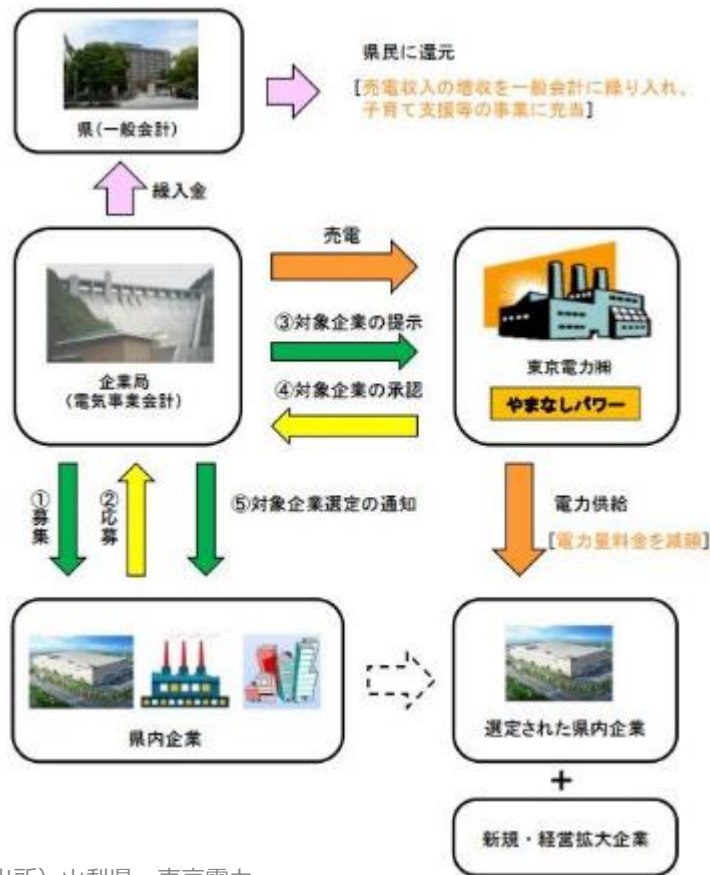 県民に還元
[売電収入の増収を一般会計に繰り入れ、
子育て支援等の事業に充当]
県(一般会計)
繰入金
売電
③対象企業の提示
④対象企業の承認
企業局
(電気事業会計)
東京電力㈱
やまなしパワー
①募集
②応募
⑤対象企業選定の通知
電力供給
[電力量料金を減額]
県内企業
選定された県内企業
+
新規・経営拡大企業